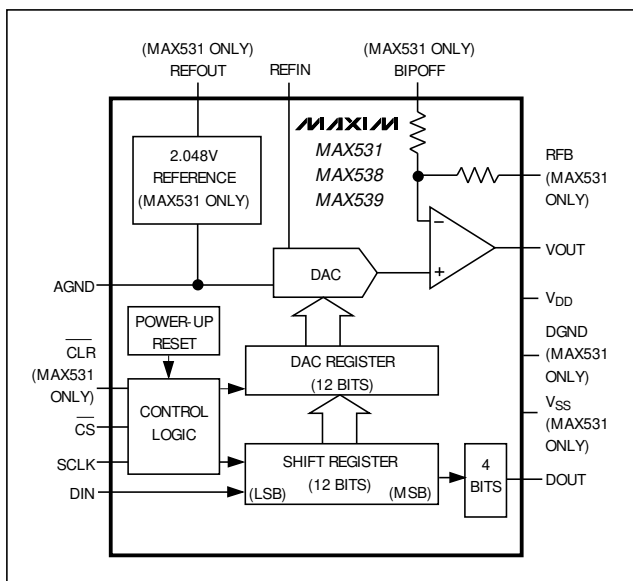 (MAX531 ONLY)
REFOUT
REFIN
(MAX531 ONLY)
BIPOFF
MAXIM
MAX531
MAX538
MAX539
2.048V
REFERENCE
(MAX531 ONLY)
RFB
(MAX531
ONLY)
−
+
VOUT
DAC
AGND
VDD
POWER-UP
RESET
DGND
(MAX531
ONLY)
CLR
(MAX531
ONLY)
DAC REGISTER
(12 BITS)
CONTROL
LOGIC
VSS
(MAX531
ONLY)
CS
SCLK
SHIFT REGISTER
(12 BITS)
(LSB)
(MSB)
4
BITS
DOUT
DIN